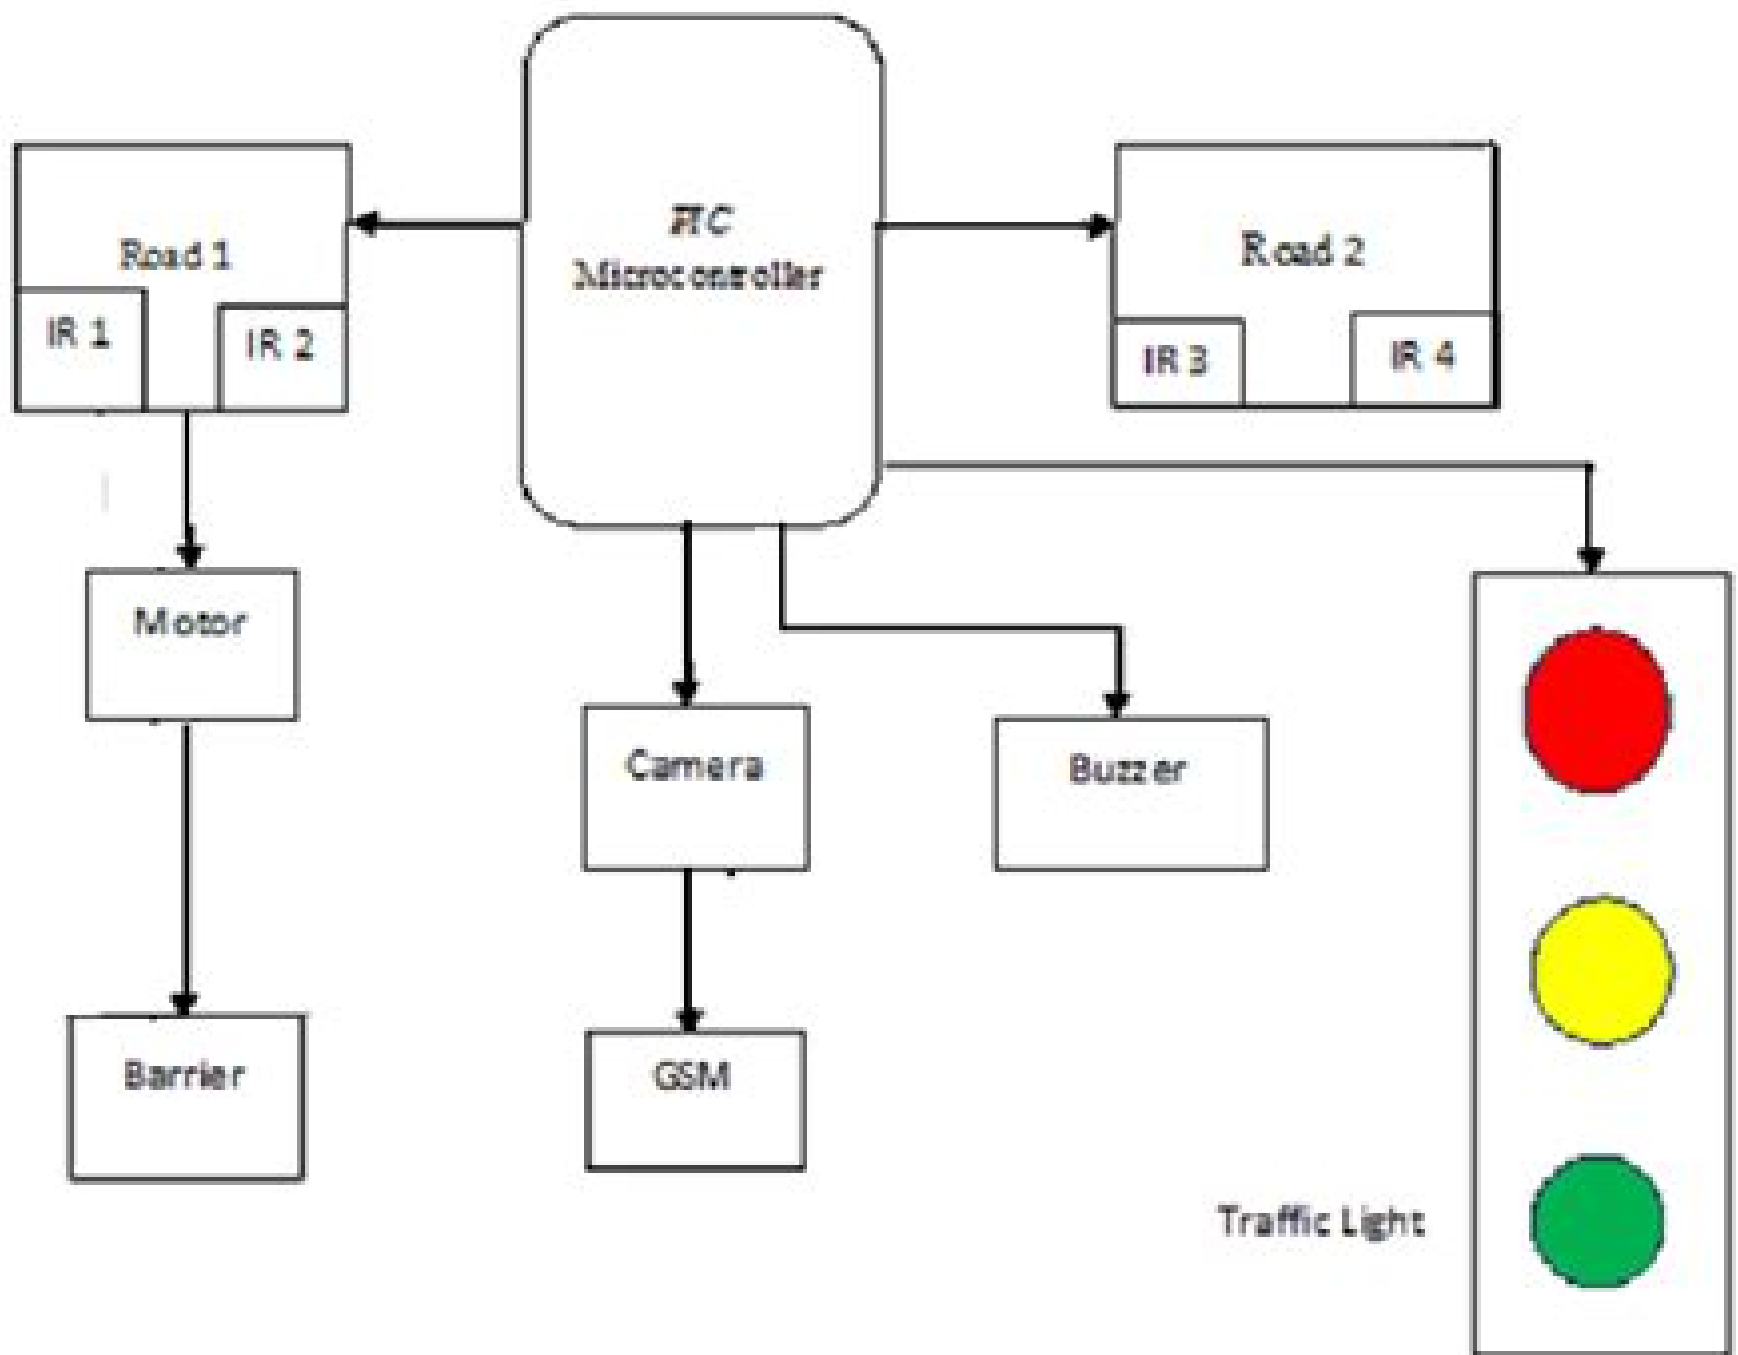 PIC
Microcontroller
Road 1
IR 1
IR 2
Road 2
IR 3
IR 4
Motor
Camera
Buzzer
Barrier
GSM
Traffic Light